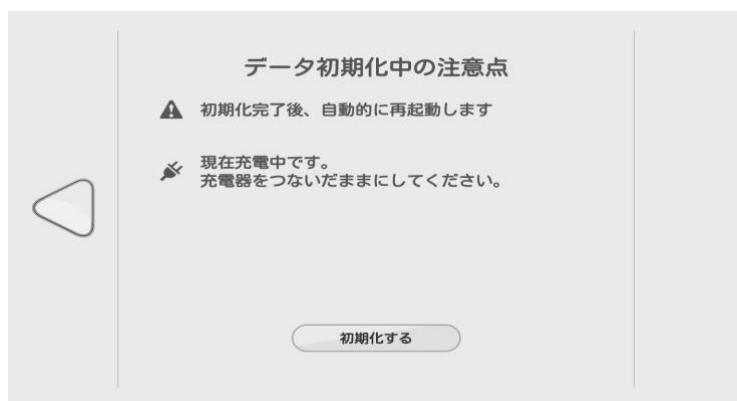 データ初期化中の注意点
初期化完了後、自動的に再起動します
現在充電中です。
充電器をつないだままにしてください。
初期化する